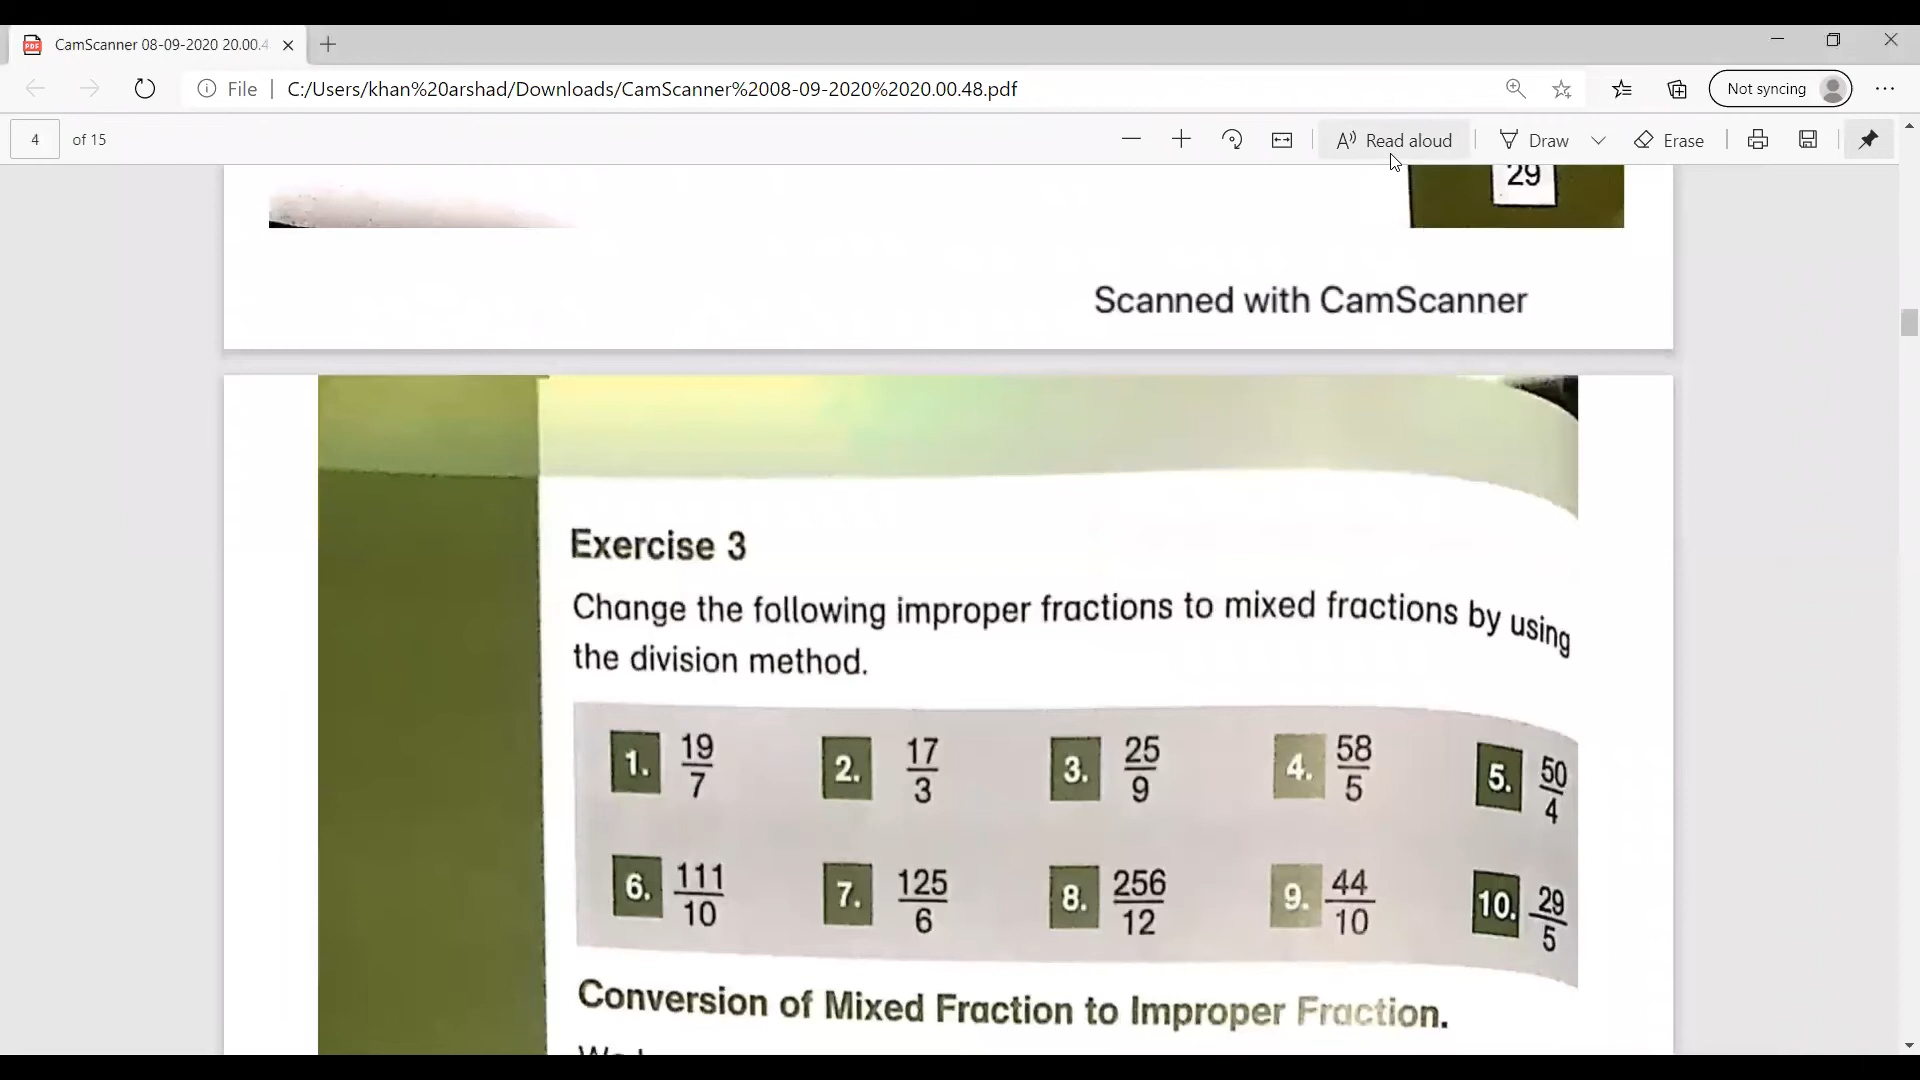 CamScanner 08-09-2020 20.00.4
File C:/Users/khan%20arshad/Downloads/CamScanner%2008-09-2020%2020.00.48.pdf Not syncing
4 of 15 Read aloud Draw Erase
29
Scanned with CamScanner
Exercise 3
Change the following improper fractions to mixed fractions by using
the division method.
1. 19/7 2. 17/3 3. 25/9 4. 58/5 5. 50/4
6. 111/10 7. 125/6 8. 256/12 9. 44/10 10. 29/5
Conversion of Mixed Fraction to Improper Fraction.